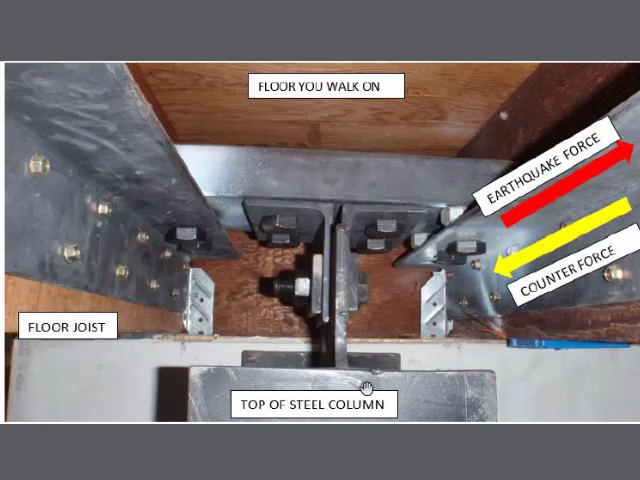 FLOOR YOU WALK ON
EARTHQUAKE FORCE
COUNTER FORCE
FLOOR JOIST
TOP OF STEEL COLUMN